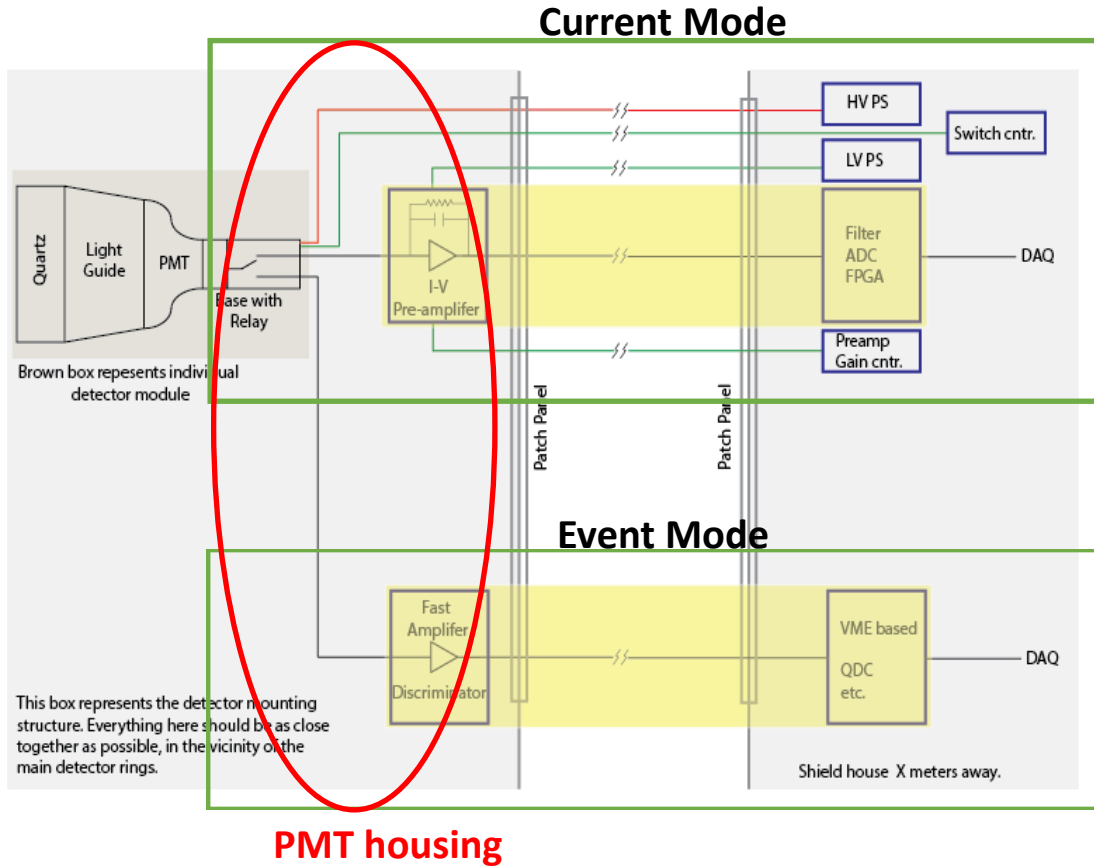 Current Mode
HV PS
Switch cntr.
LV PS
Quartz
Light
Guide
PMT
Base with
Relay
I-V
Pre-amplifer
Filter
ADC
FPGA
DAQ
Preamp
Gain cntr.
Brown box repesents individual
detector module
Patch Panel
Patch Panel
Event Mode
Fast
Amplifer
Discriminator
VME based
QDC
etc.
DAQ
This box represents the detector mounting
structure. Everything here should be as close
together as possible, in the vicinity of the
main detector rings.
Shield house X meters away.
PMT housing